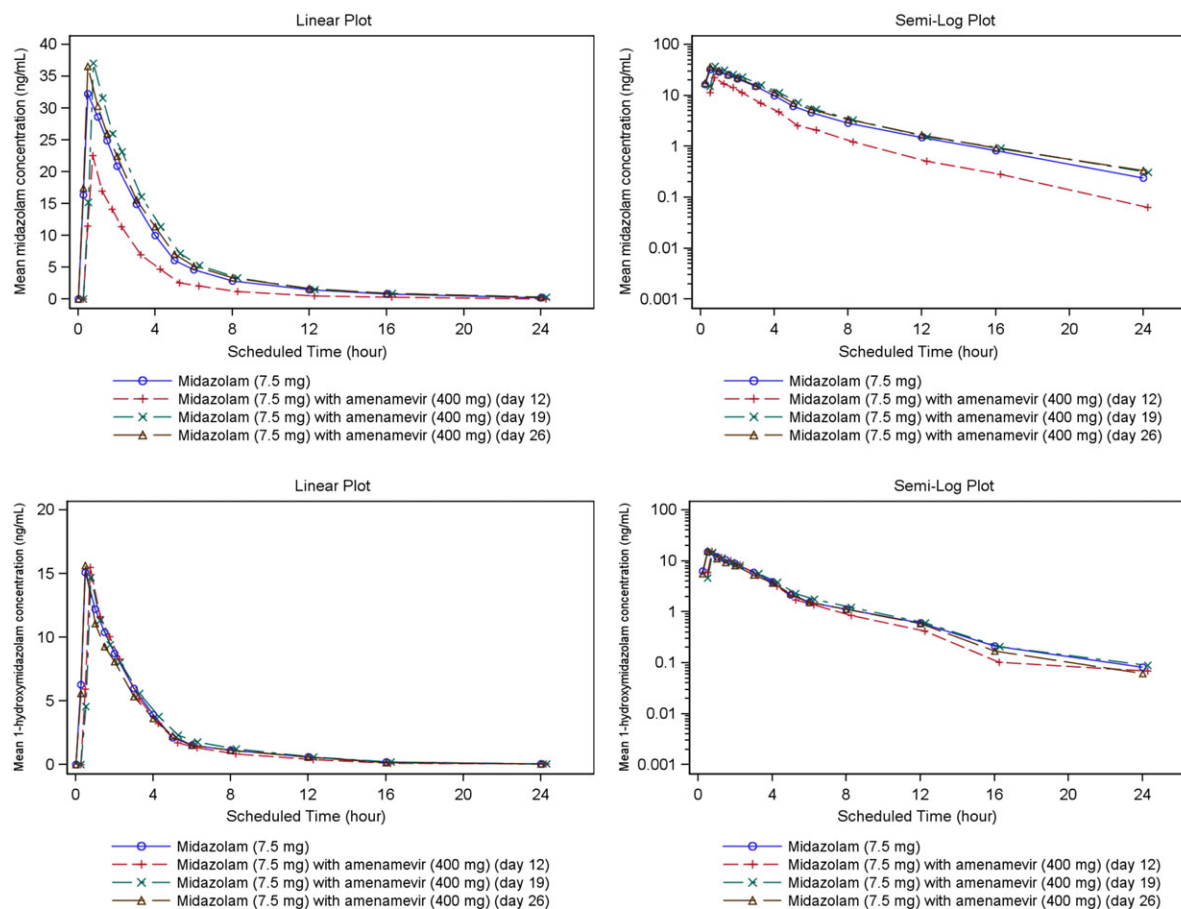 Linear Plot
Mean midazolam concentration (ng/mL)
40
35
30
25
20
15
10
5
0
0 4 8 12 16 20 24
Scheduled Time (hour)
Midazolam (7.5 mg)
Midazolam (7.5 mg) with amenamevir (400 mg) (day 12)
Midazolam (7.5 mg) with amenamevir (400 mg) (day 19)
Midazolam (7.5 mg) with amenamevir (400 mg) (day 26)
Semi-Log Plot
Mean midazolam concentration (ng/mL)
100
10
1
0.1
0.01
0.001
0 4 8 12 16 20 24
Scheduled Time (hour)
Midazolam (7.5 mg)
Midazolam (7.5 mg) with amenamevir (400 mg) (day 12)
Midazolam (7.5 mg) with amenamevir (400 mg) (day 19)
Midazolam (7.5 mg) with amenamevir (400 mg) (day 26)
Linear Plot
Mean 1-hydroxymidazolam concentration (ng/mL)
20
15
10
5
0
0 4 8 12 16 20 24
Scheduled Time (hour)
Midazolam (7.5 mg)
Midazolam (7.5 mg) with amenamevir (400 mg) (day 12)
Midazolam (7.5 mg) with amenamevir (400 mg) (day 19)
Midazolam (7.5 mg) with amenamevir (400 mg) (day 26)
Semi-Log Plot
Mean 1-hydroxymidazolam concentration (ng/mL)
100
10
1
0.1
0.01
0.001
0 4 8 12 16 20 24
Scheduled Time (hour)
Midazolam (7.5 mg)
Midazolam (7.5 mg) with amenamevir (400 mg) (day 12)
Midazolam (7.5 mg) with amenamevir (400 mg) (day 19)
Midazolam (7.5 mg) with amenamevir (400 mg) (day 26)